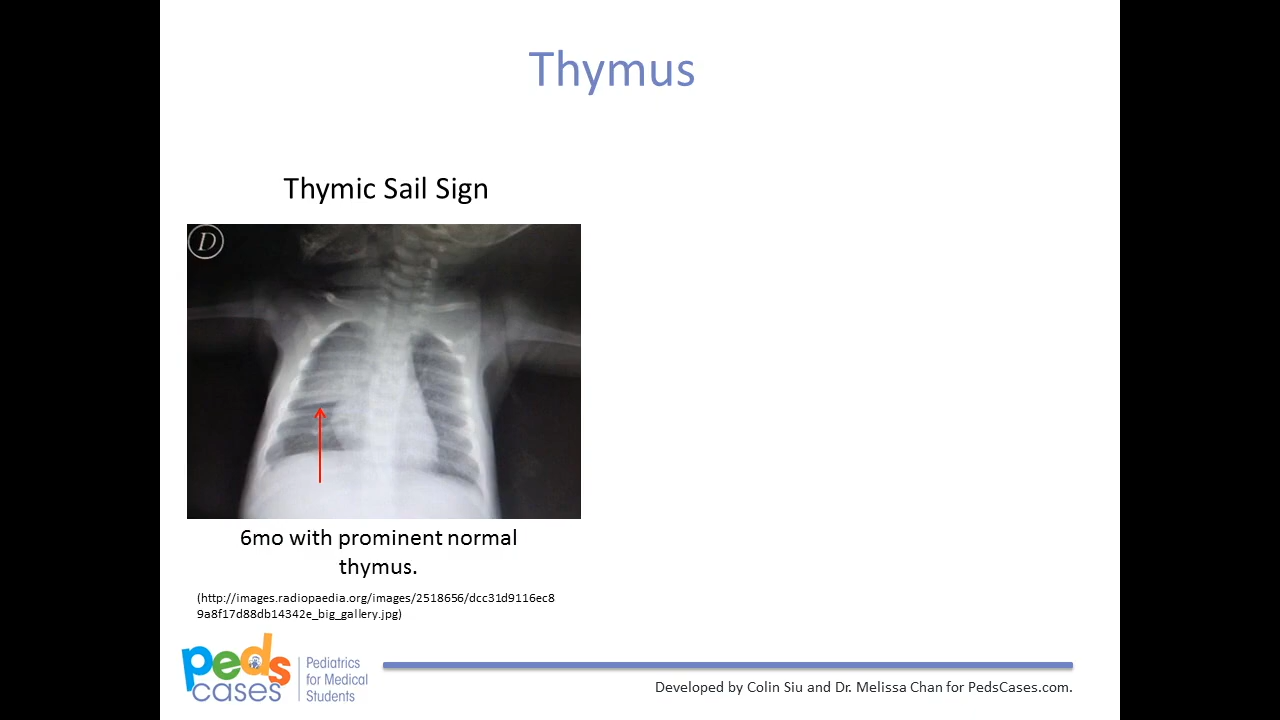 Thymus
Thymic Sail Sign
D
6mo with prominent normal
thymus.
(http://images.radiopaedia.org/images/2518656/dcc31d9116ec8
9a8f17d88db14342e_big_gallery.jpg)
peds
cases
Pediatrics
for Medical
Students
Developed by Colin Siu and Dr. Melissa Chan for PedsCases.com.